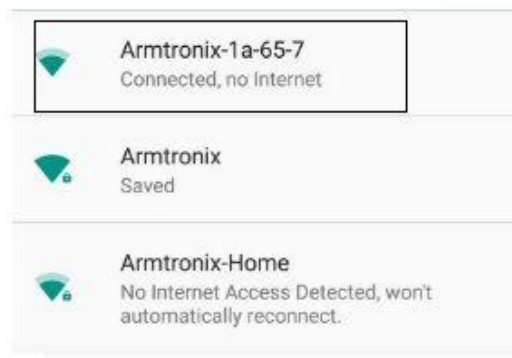 Armtronix-1a-65-7
Connected, no Internet
Armtronix
Saved
Armtronix-Home
No Internet Access Detected, won't
automatically reconnect.